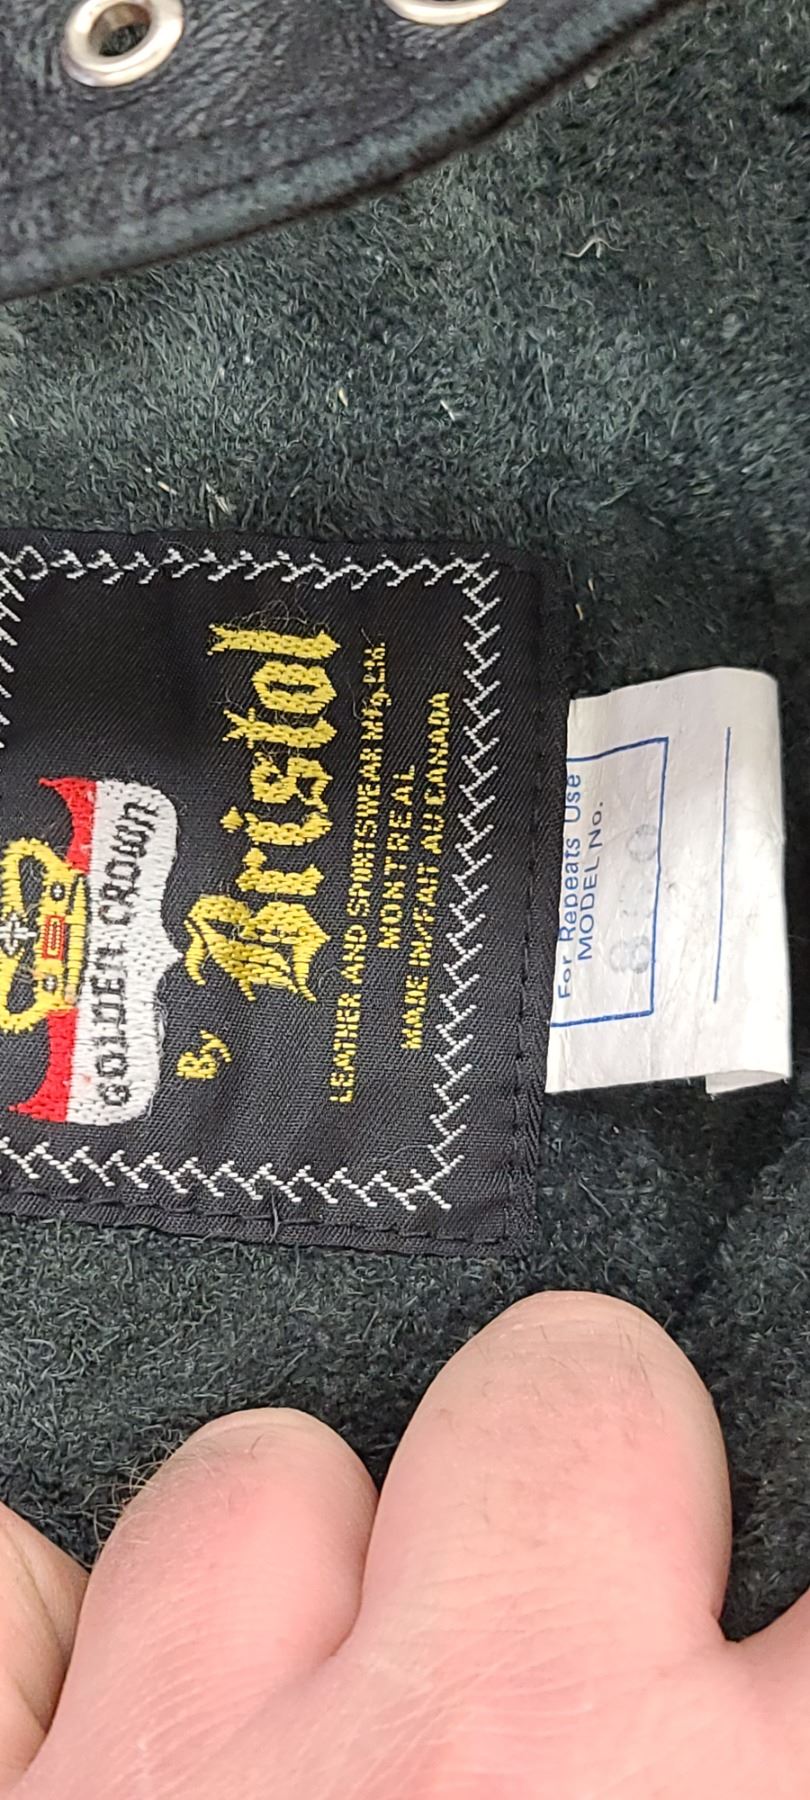 GOLDEN CROWN
By Bristol
LEATHER AND SPORTSWEAR Mfg. Ltd.
MONTREAL
MADE IN/FAIT AU CANADA
For Repeats Use
MODEL No.